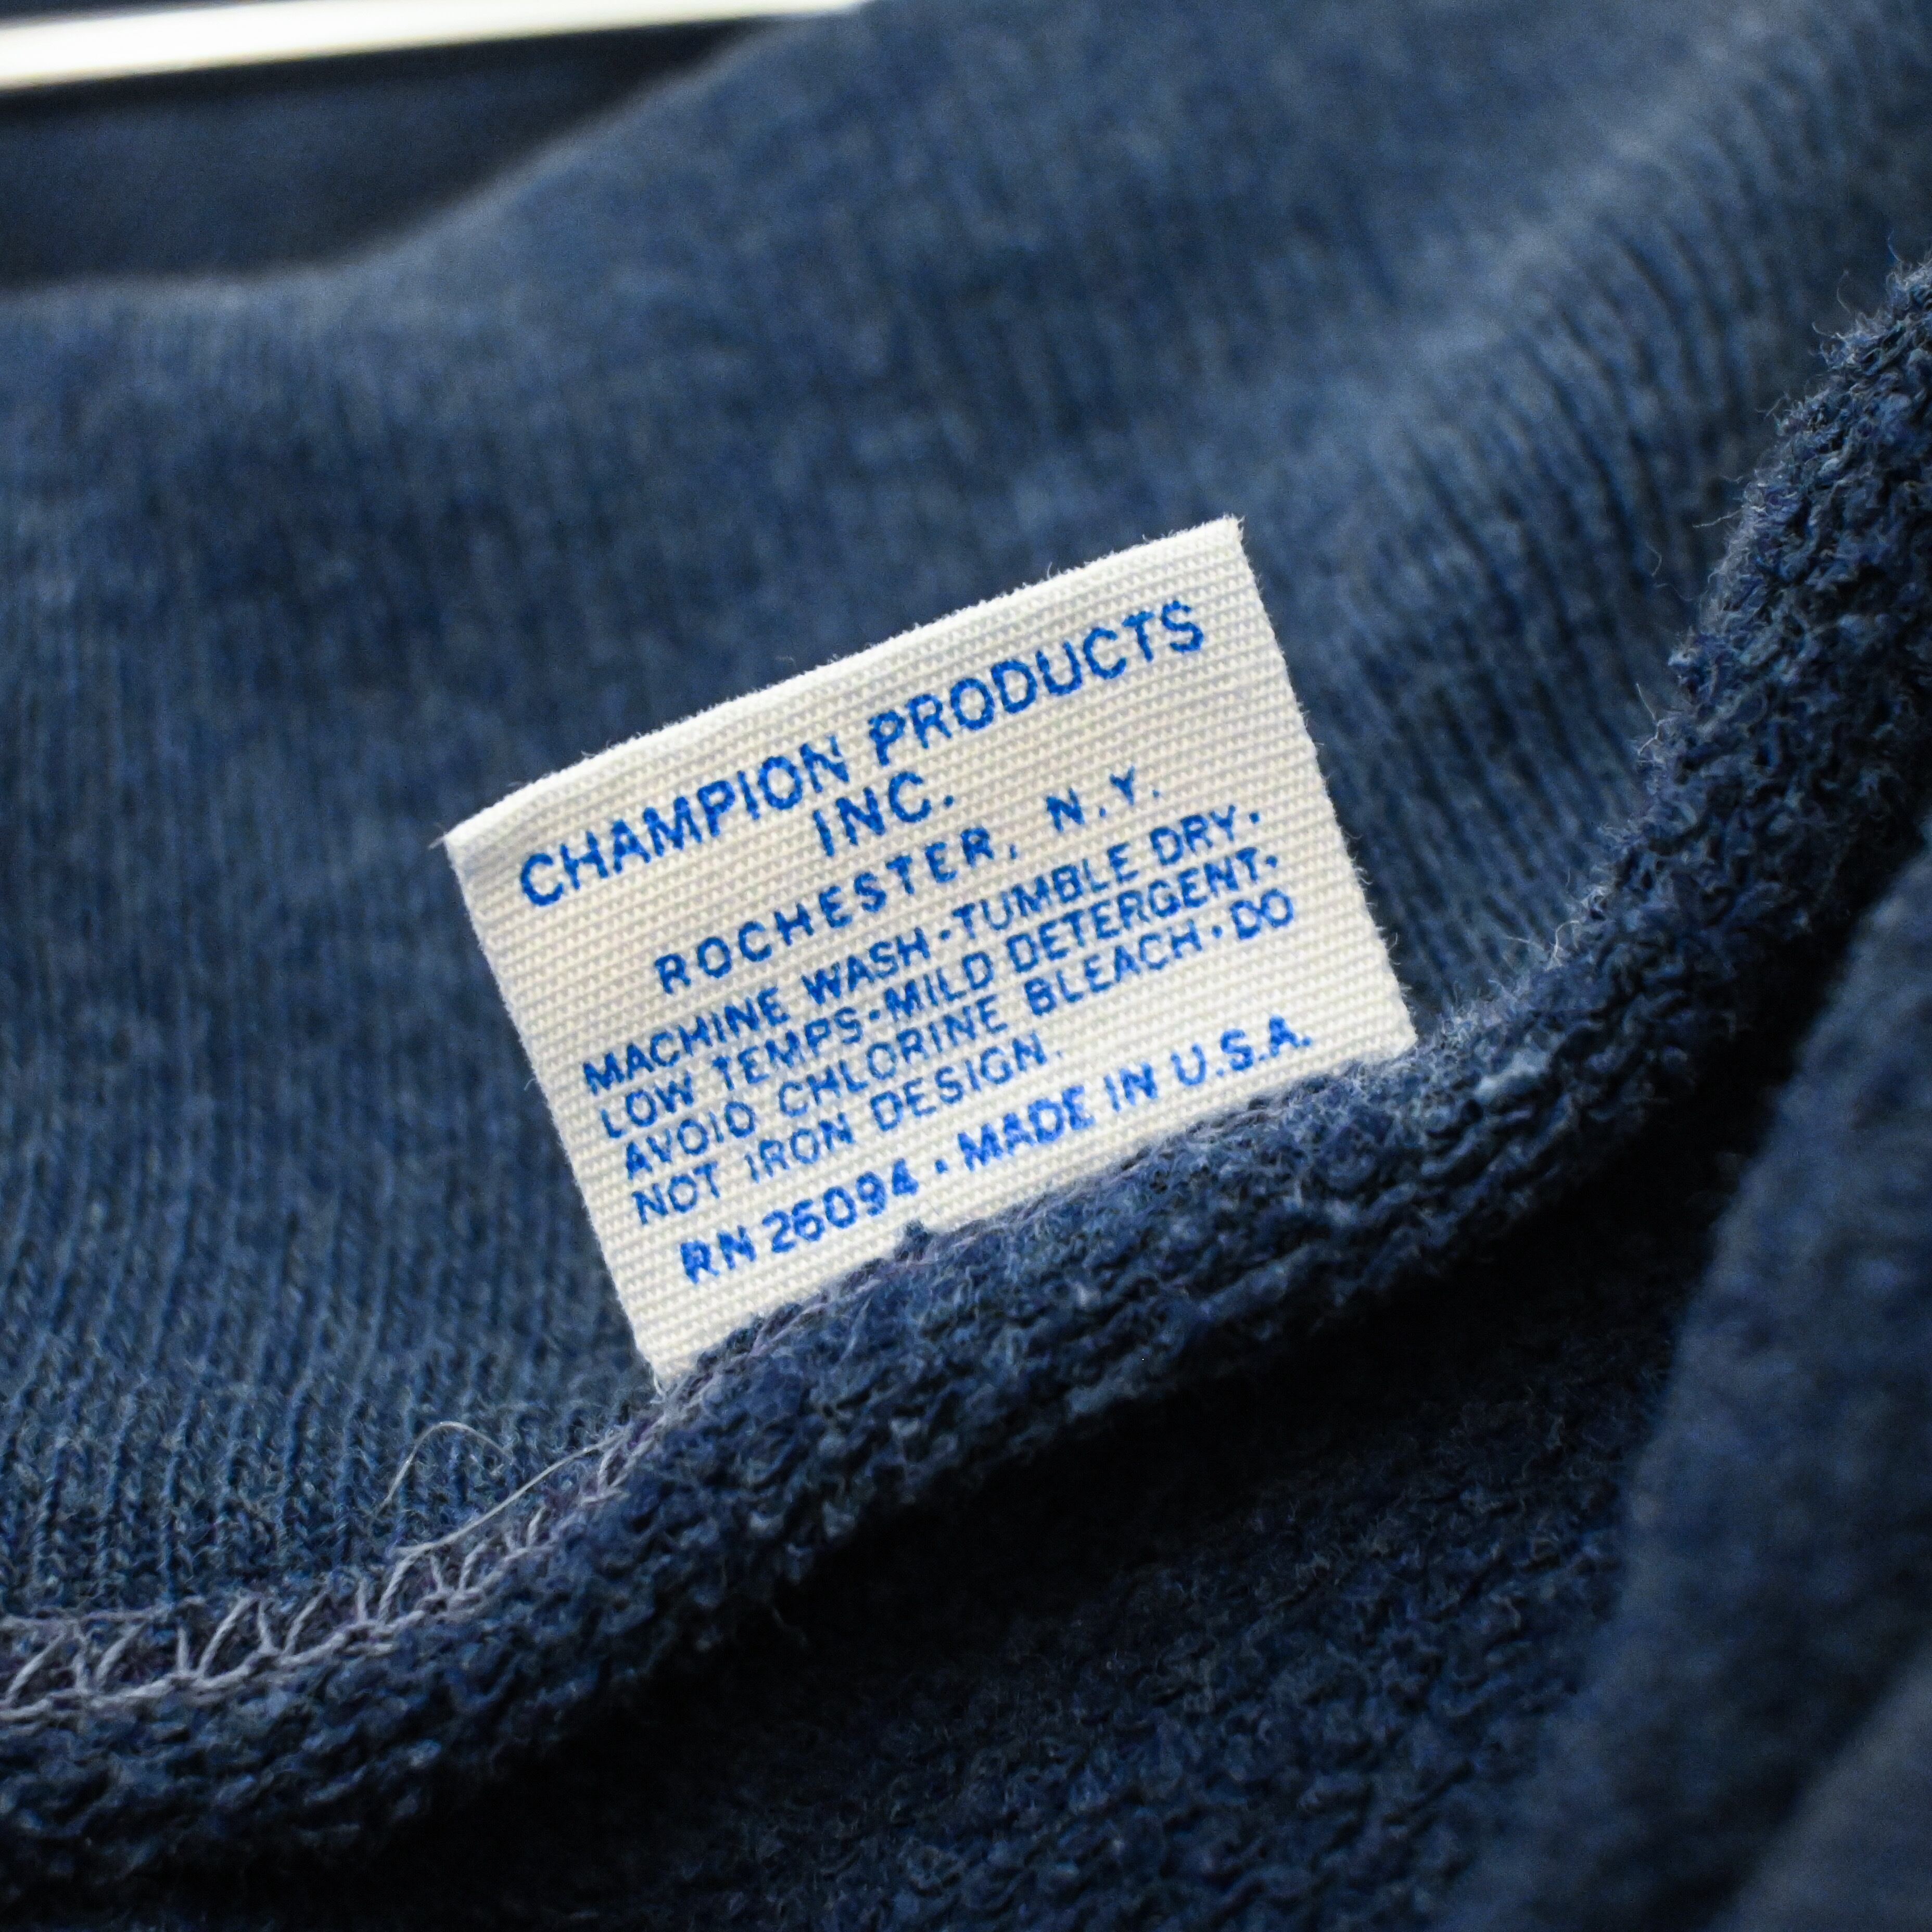 CHAMPION PRODUCTS
INC.
ROCHESTER, N.Y.
MACHINE WASH·TUMBLE DRY·
LOW TEMPS·MILD DETERGENT·
AVOID CHLORINE BLEACH·DO
NOT IRON DESIGN.
RN 26094 · MADE IN U.S.A.